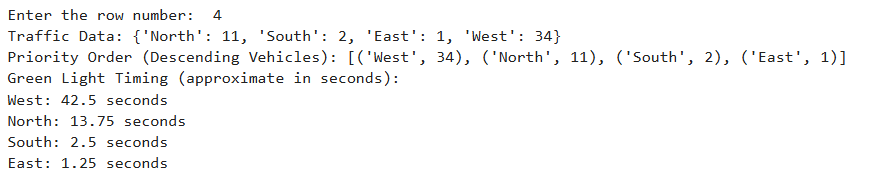 Enter the row number:  4
Traffic Data: {'North': 11, 'South': 2, 'East': 1, 'West': 34}
Priority Order (Descending Vehicles): [('West', 34), ('North', 11), ('South', 2), ('East', 1)]
Green Light Timing (approximate in seconds):
West: 42.5 seconds
North: 13.75 seconds
South: 2.5 seconds
East: 1.25 seconds